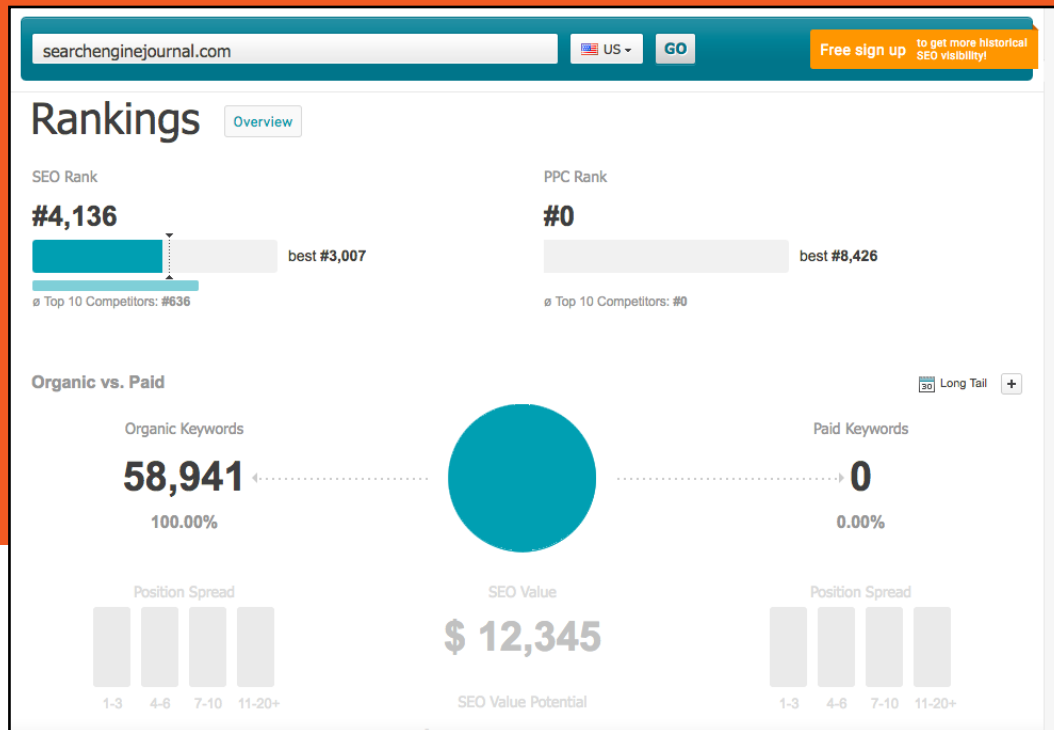 searchenginejournal.com
US
GO
Free sign up to get more historical
SEO visibility!
Rankings
Overview
SEO Rank
#4,136
best #3,007
ø Top 10 Competitors: #636
PPC Rank
#0
best #8,426
ø Top 10 Competitors: #0
Organic vs. Paid
30 Long Tail +
Organic Keywords
58,941
100.00%
Paid Keywords
0
0.00%
Position Spread
1-3 4-6 7-10 11-20+
SEO Value
$ 12,345
SEO Value Potential
Position Spread
1-3 4-6 7-10 11-20+